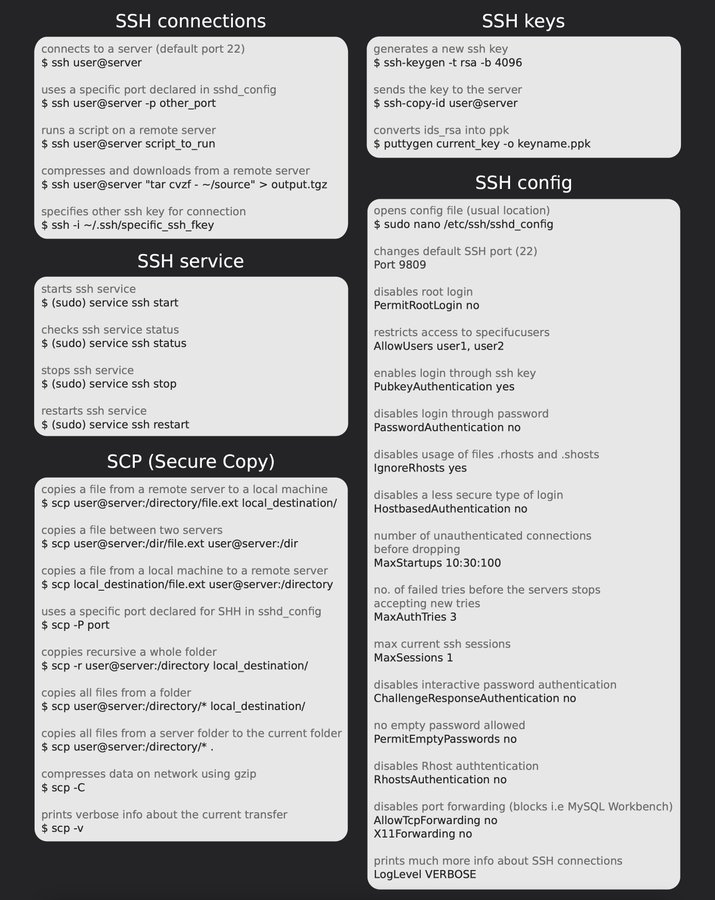 SSH connections
connects to a server (default port 22)
$ ssh user@server
uses a specific port declared in sshd_config
$ ssh user@server -p other_port
runs a script on a remote server
$ ssh user@server script_to_run
compresses and downloads from a remote server
$ ssh user@server "tar cvzf - ~/source" > output.tgz
specifies other ssh key for connection
$ ssh -i ~/.ssh/specific_ssh_fkey
SSH service
starts ssh service
$ (sudo) service ssh start
checks ssh service status
$ (sudo) service ssh status
stops ssh service
$ (sudo) service ssh stop
restarts ssh service
$ (sudo) service ssh restart
SCP (Secure Copy)
copies a file from a remote server to a local machine
$ scp user@server:/directory/file.ext local_destination/
copies a file between two servers
$ scp user@server:/dir/file.ext user@server:/dir
copies a file from a local machine to a remote server
$ scp local_destination/file.ext user@server:/directory
uses a specific port declared for SHH in sshd_config
$ scp -P port
coppies recursive a whole folder
$ scp -r user@server:/directory local_destination/
copies all files from a folder
$ scp user@server:/directory/* local_destination/
copies all files from a server folder to the current folder
$ scp user@server:/directory/* .
compresses data on network using gzip
$ scp -C
prints verbose info about the current transfer
$ scp -v
SSH keys
generates a new ssh key
$ ssh-keygen -t rsa -b 4096
sends the key to the server
$ ssh-copy-id user@server
converts ids_rsa into ppk
$ puttygen current_key -o keyname.ppk
SSH config
opens config file (usual location)
$ sudo nano /etc/ssh/sshd_config
changes default SSH port (22)
Port 9809
disables root login
PermitRootLogin no
restricts access to specifucusers
AllowUsers user1, user2
enables login through ssh key
PubkeyAuthentication yes
disables login through password
PasswordAuthentication no
disables usage of files .rhosts and .shosts
IgnoreRhosts yes
disables a less secure type of login
HostbasedAuthentication no
number of unauthenticated connections
before dropping
MaxStartups 10:30:100
no. of failed tries before the servers stops
accepting new tries
MaxAuthTries 3
max current ssh sessions
MaxSessions 1
disables interactive password authentication
ChallengeResponseAuthentication no
no empty password allowed
PermitEmptyPasswords no
disables Rhost authtentication
RhostsAuthentication no
disables port forwarding (blocks i.e MySQL Workbench)
AllowTcpForwarding no
X11Forwarding no
prints much more info about SSH connections
LogLevel VERBOSE